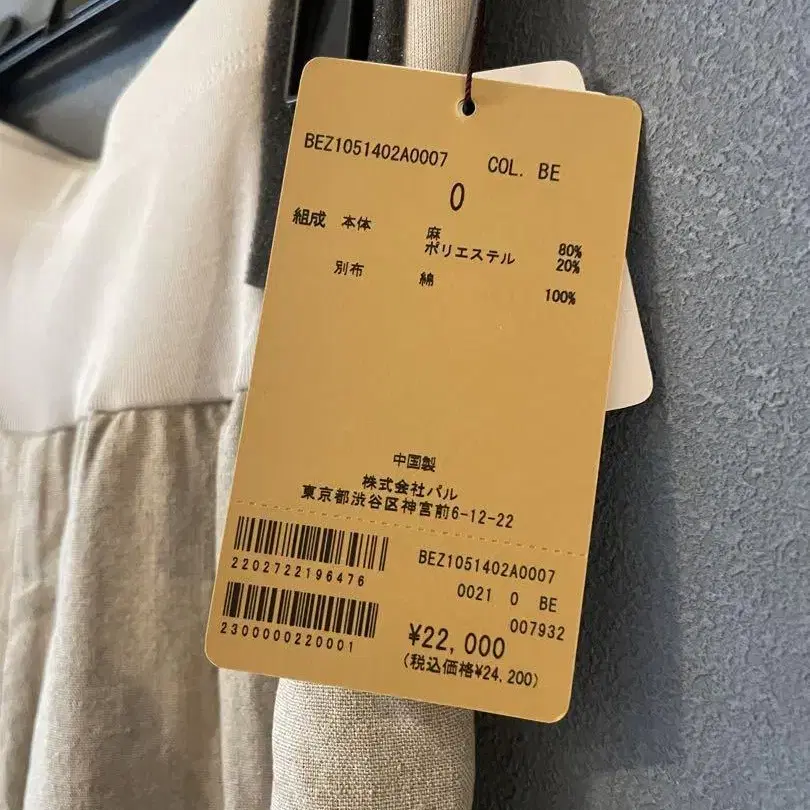 BEZ1051402A0007 COL. BE
0
組成 本体 麻 80%
ポリエステル 20%
別布 綿 100%
中国製
株式会社パル
東京都渋谷区神宮前6-12-22
2202722196476
2300000220001
BEZ1051402A0007
0021 0 BE
007932
¥22,000
(税込価格¥24,200)